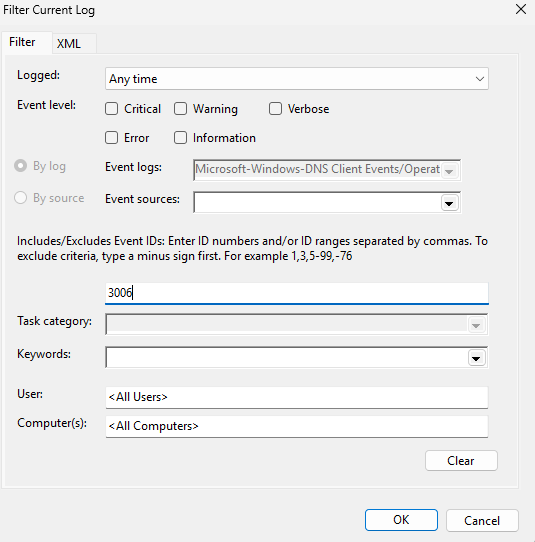 Filter Current Log
Filter XML
Logged: Any time
Event level: Critical Warning Verbose
Error Information
By log Event logs: Microsoft-Windows-DNS Client Events/Operat
By source Event sources:
Includes/Excludes Event IDs: Enter ID numbers and/or ID ranges separated by commas. To
exclude criteria, type a minus sign first. For example 1,3,5-99,-76
3006
Task category:
Keywords:
User: <All Users>
Computer(s): <All Computers>
Clear
OK Cancel